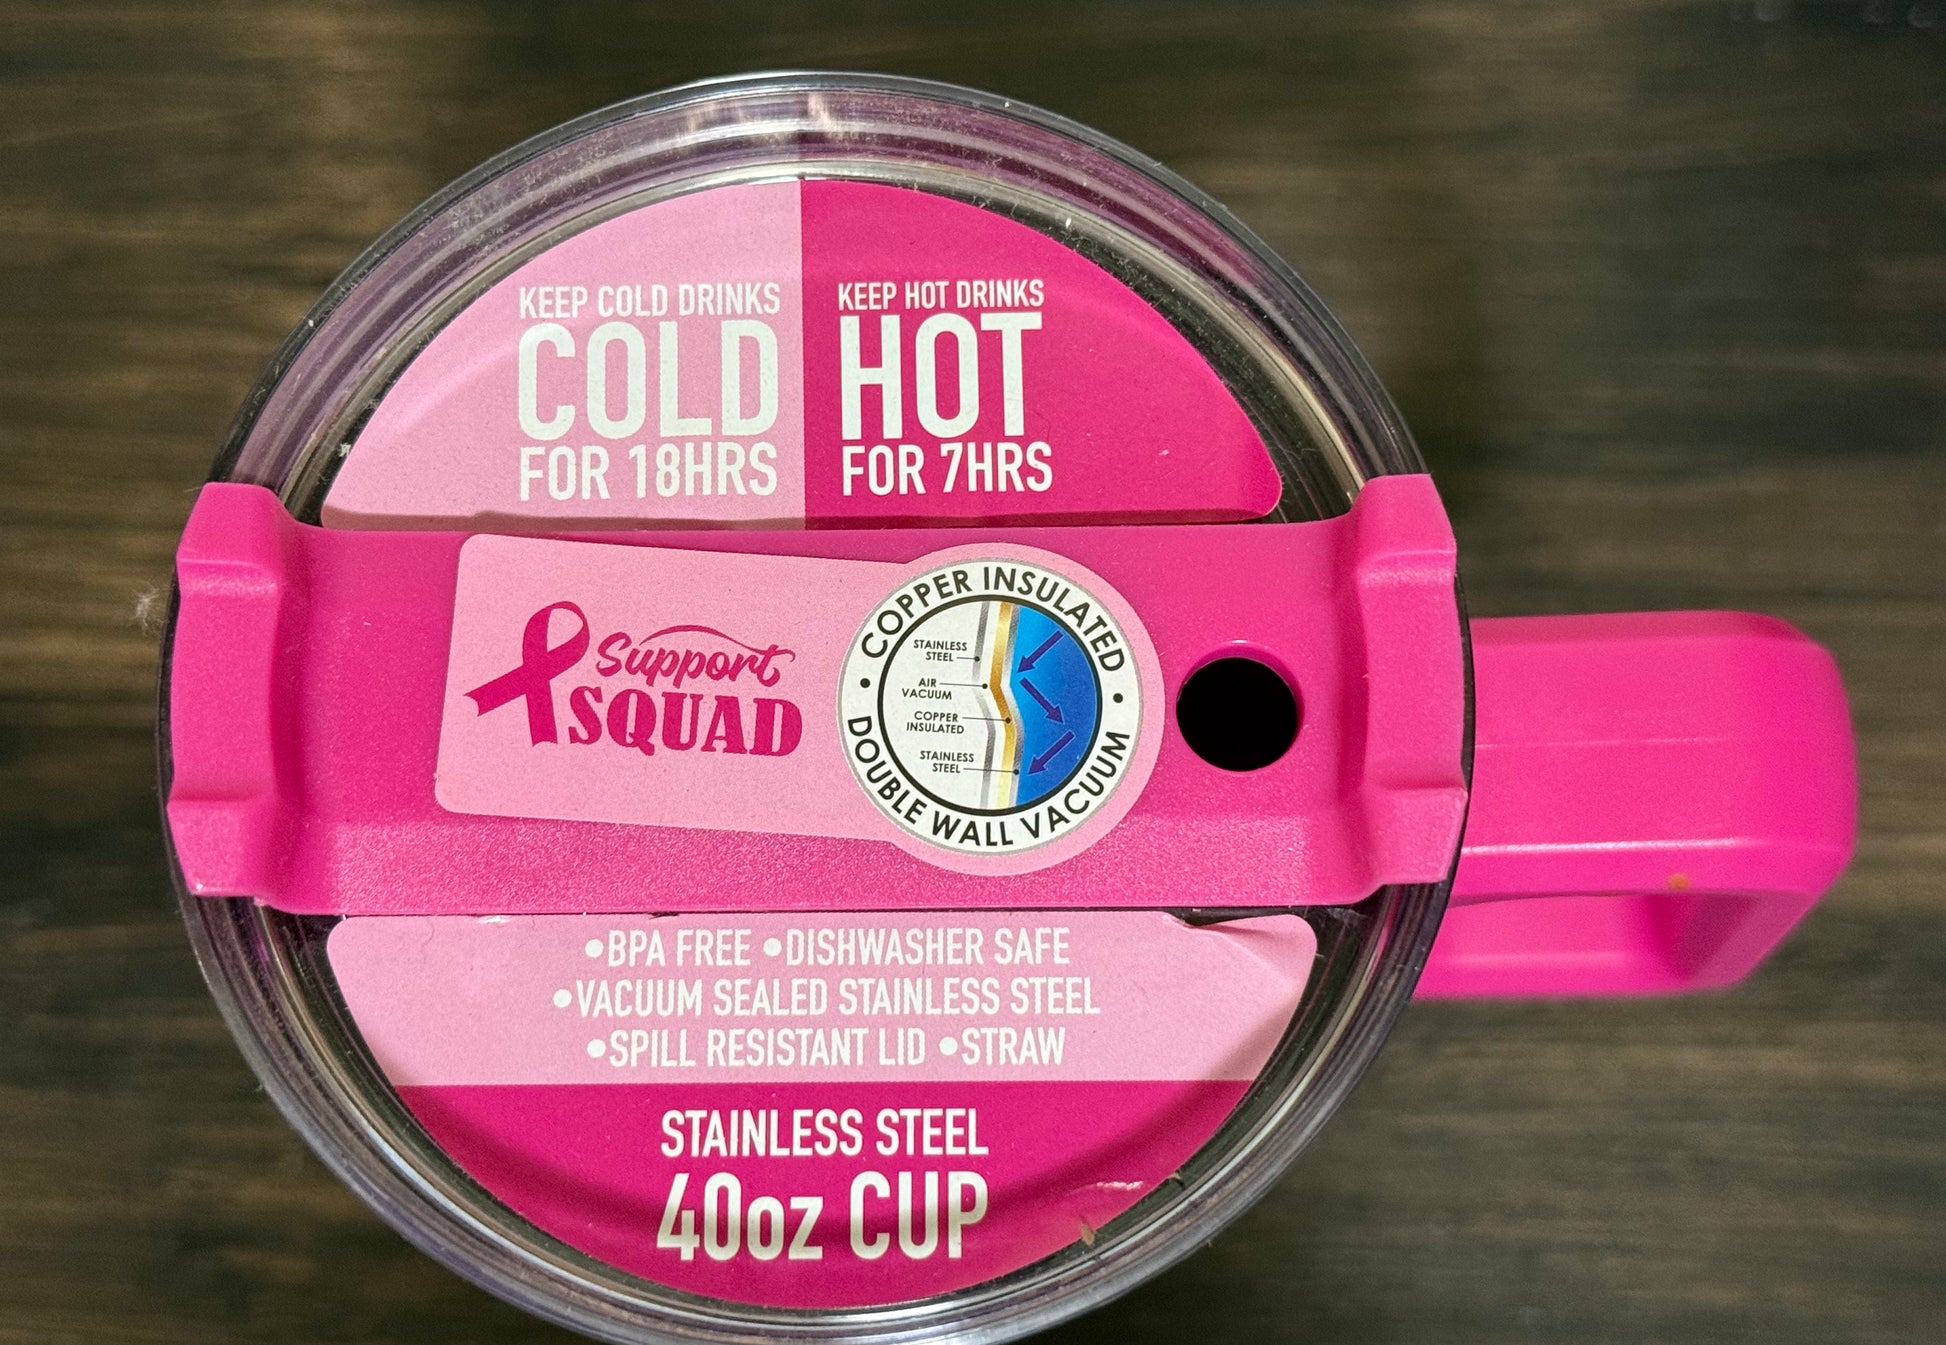 KEEP COLD DRINKS
COLD
FOR 18HRS
KEEP HOT DRINKS
HOT
FOR 7HRS
Support
SQUAD
• COPPER INSULATED •
STAINLESS
STEEL
AIR
VACUUM
COPPER
INSULATED
STAINLESS
STEEL
DOUBLE WALL VACUUM
•BPA FREE •DISHWASHER SAFE
•VACUUM SEALED STAINLESS STEEL
•SPILL RESISTANT LID •STRAW
STAINLESS STEEL
40oz CUP